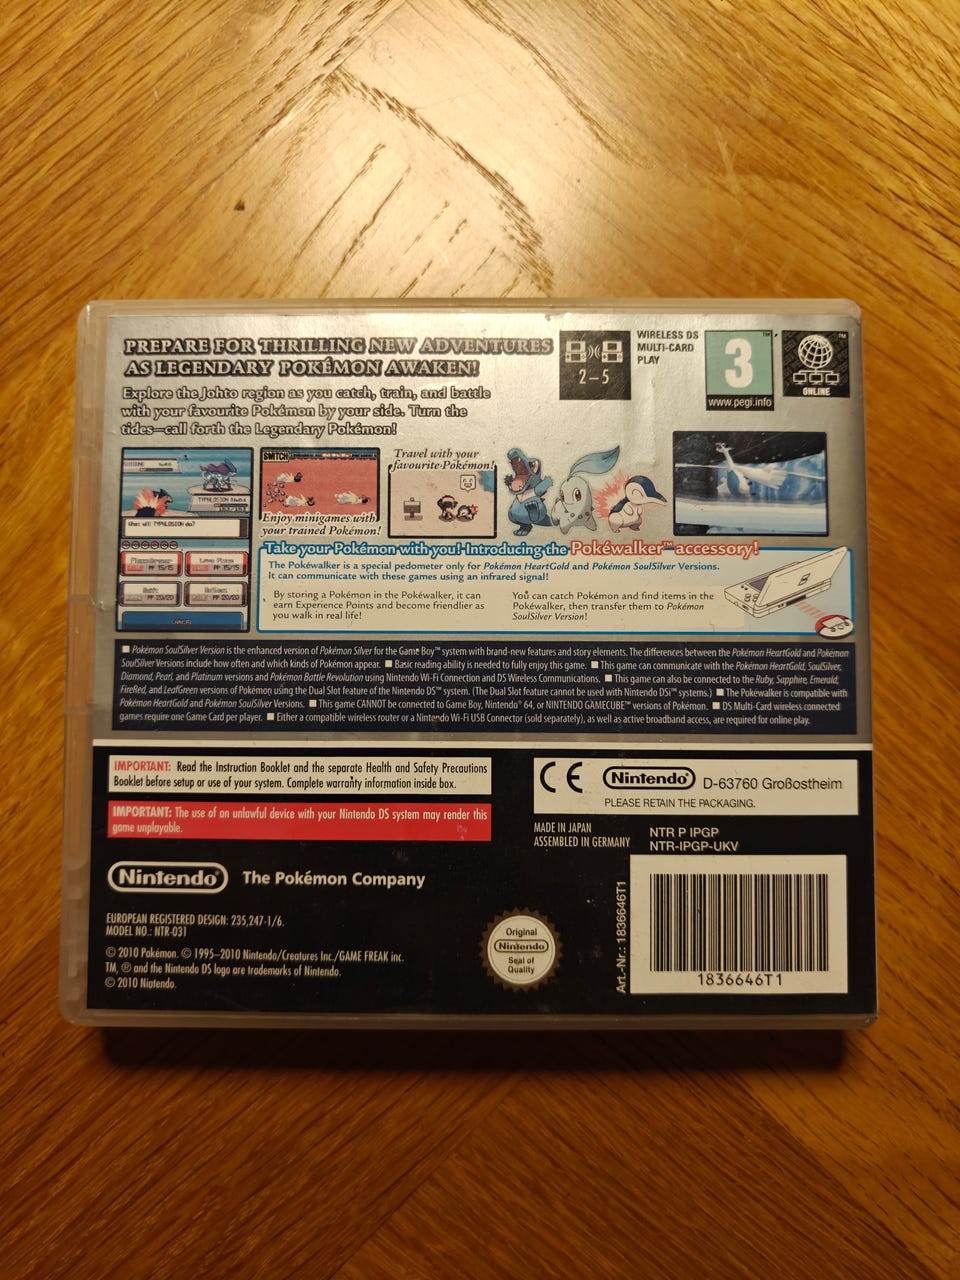 PREPARE FOR THRILLING NEW ADVENTURES
AS LEGENDARY POKÉMON AWAKEN!
Explore the Johto region as you catch, train, and battle
with your favourite Pokémon by your side. Turn the
tides—call forth the Legendary Pokémon!
2–5
WIRELESS DS
MULTI-CARD
PLAY
3
™
www.pegi.info
™
ONLINE
TYPHLOSION
What will TYPHLOSION do?
PP 15/15
PP 15/15
PP 20/20
PP 20/20
SWITCH
Enjoy minigames with
your trained Pokémon!
Travel with your
favourite Pokémon!
Take your Pokémon with you! Introducing the Pokéwalker™ accessory!
The Pokéwalker is a special pedometer only for Pokémon HeartGold and Pokémon SoulSilver Versions.
It can communicate with these games using an infrared signal!
By storing a Pokémon in the Pokéwalker, it can
earn Experience Points and become friendlier as
you walk in real life!
You can catch Pokémon and find items in the
Pokéwalker, then transfer them to Pokémon
SoulSilver Version!
■ Pokémon SoulSilver Version is the enhanced version of Pokémon Silver for the Game Boy™ system with brand-new features and story elements. The differences between the Pokémon HeartGold and Pokémon
SoulSilver Versions include how often and which kinds of Pokémon appear. ■ Basic reading ability is needed to fully enjoy this game. ■ This game can communicate with the Pokémon HeartGold, SoulSilver,
Diamond, Pearl, and Platinum versions and Pokémon Battle Revolution using Nintendo Wi-Fi Connection and DS Wireless Communications. ■ This game can also be connected to the Ruby, Sapphire, Emerald,
FireRed, and LeafGreen versions of Pokémon using the Dual Slot feature of the Nintendo DS™ system. (The Dual Slot feature cannot be used with Nintendo DSi™ systems.) ■ The Pokéwalker is compatible with
Pokémon HeartGold and Pokémon SoulSilver Versions. ■ This game CANNOT be connected to Game Boy, Nintendo® 64, or NINTENDO GAMECUBE™ versions of Pokémon. ■ DS Multi-Card wireless connected
games require one Game Card per player. ■ Either a compatible wireless router or a Nintendo Wi-Fi USB Connector (sold separately), as well as active broadband access, are required for online play.
IMPORTANT: Read the Instruction Booklet and the separate Health and Safety Precautions
Booklet before setup or use of your system. Complete warranty information inside box.
IMPORTANT: The use of an unlawful device with your Nintendo DS system may render this
game unplayable.
CE Nintendo® D-63760 Großostheim
PLEASE RETAIN THE PACKAGING.
MADE IN JAPAN
ASSEMBLED IN GERMANY
NTR P IPGP
NTR-IPGP-UKV
Nintendo® The Pokémon Company
EUROPEAN REGISTERED DESIGN: 235,247-1/6.
MODEL NO.: NTR-031
© 2010 Pokémon. © 1995–2010 Nintendo/Creatures Inc./GAME FREAK inc.
TM, ® and the Nintendo DS logo are trademarks of Nintendo.
© 2010 Nintendo.
Original
Nintendo
Seal of
Quality
Art.-Nr.: 1836646T1
1836646T1